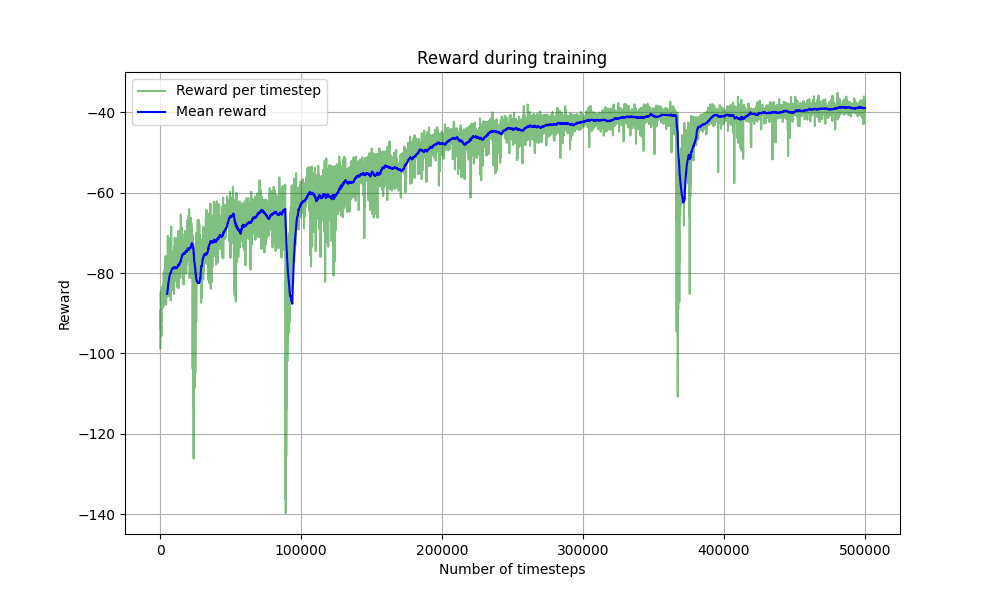 Reward during training
Reward per timestep
Mean reward
−40
−60
−80
−100
−120
−140
Reward
0 100000 200000 300000 400000 500000
Number of timesteps